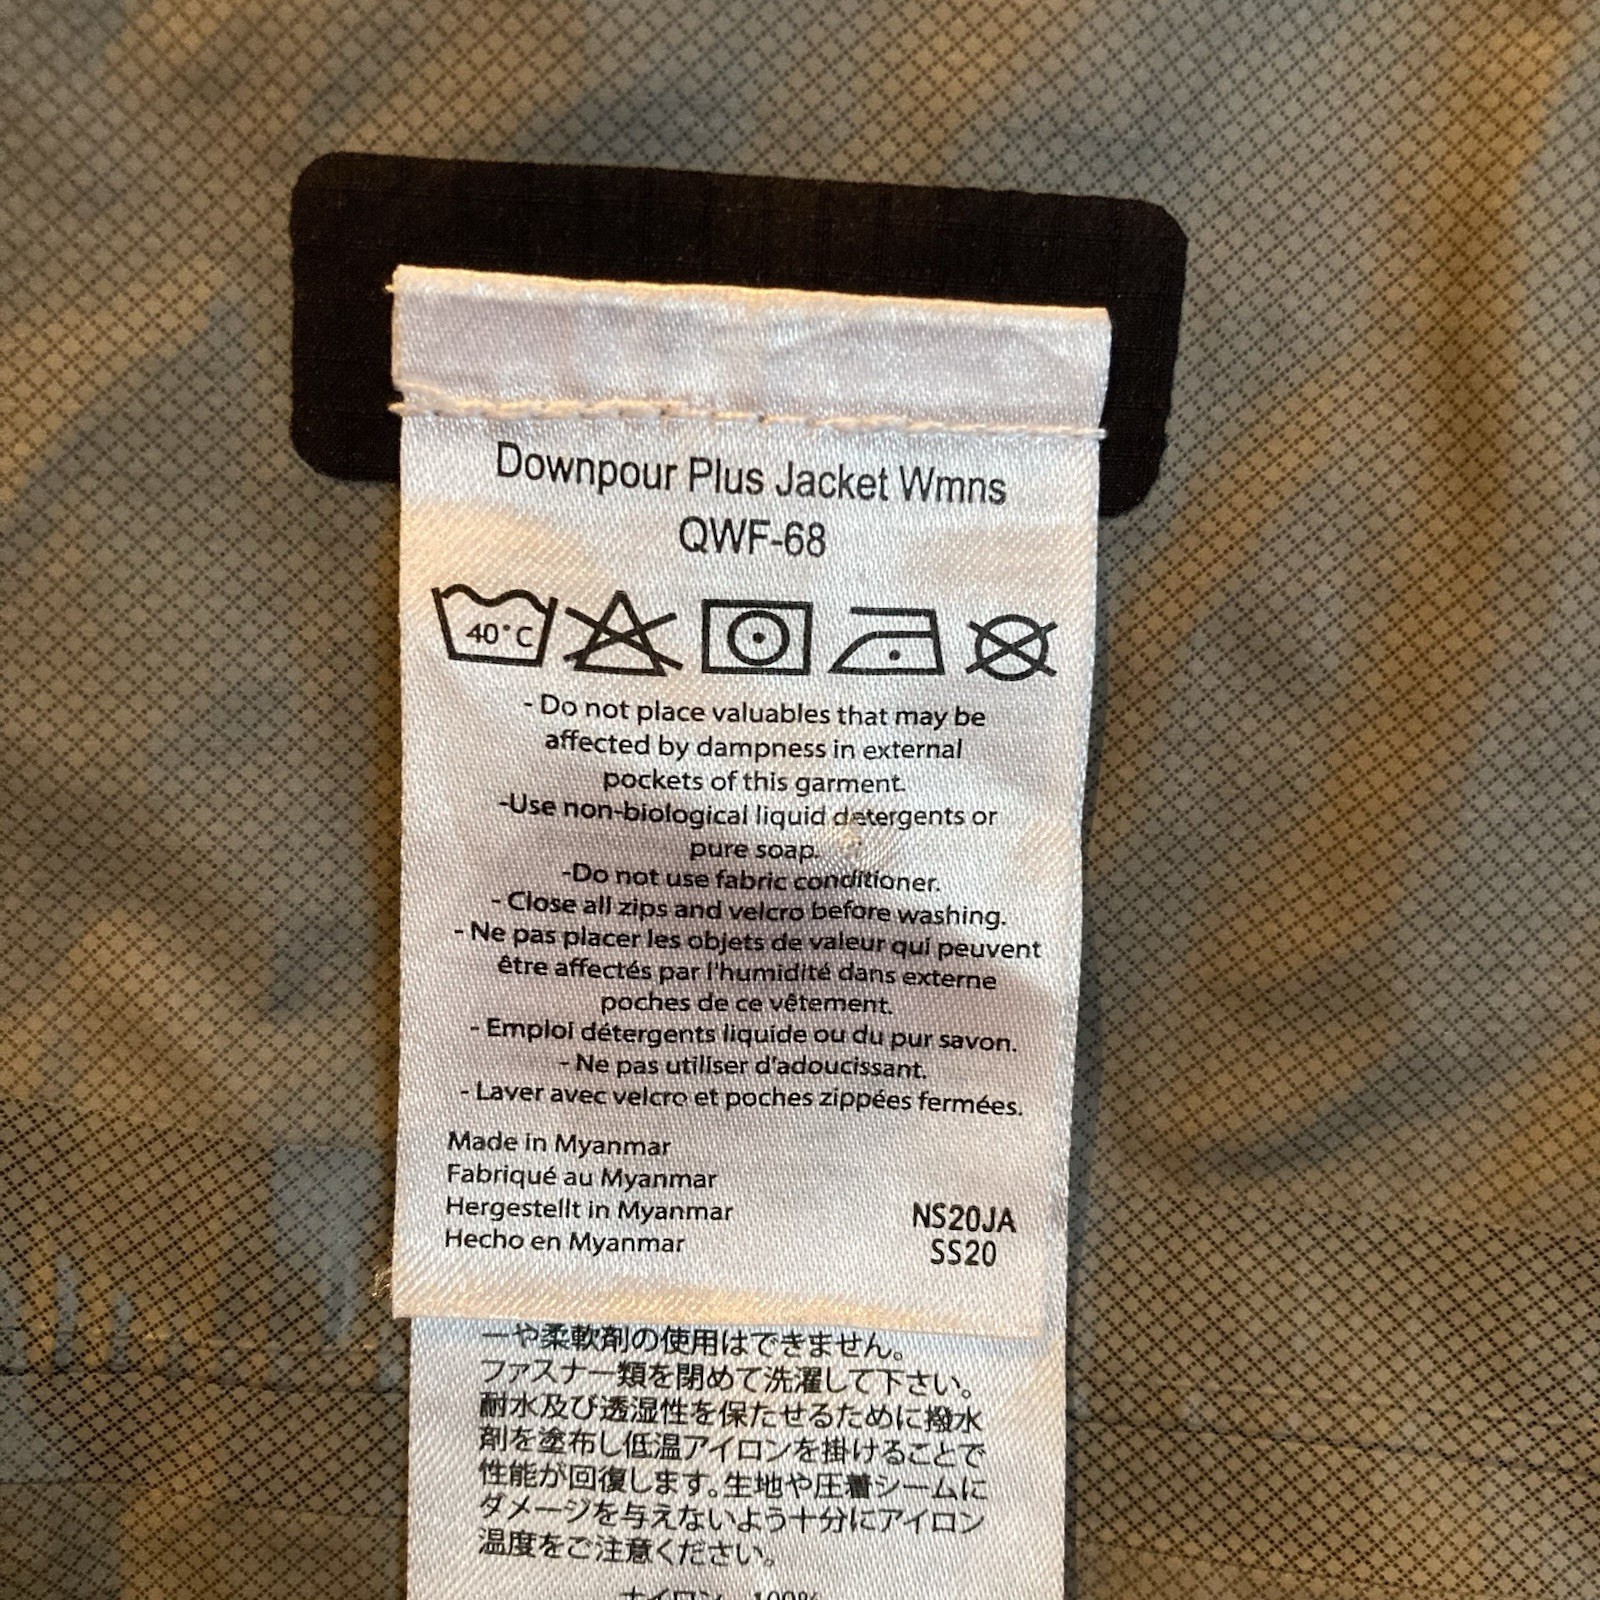 Downpour Plus Jacket Wmns
QWF-68
40°C
- Do not place valuables that may be
affected by dampness in external
pockets of this garment.
-Use non-biological liquid detergents or
pure soap.
-Do not use fabric conditioner.
- Close all zips and velcro before washing.
- Ne pas placer les objets de valeur qui peuvent
être affectés par l'humidité dans externe
poches de ce vêtement.
- Emploi détergents liquide ou du pur savon.
- Ne pas utiliser d'adoucissant.
- Laver avec velcro et poches zippées fermées.
Made in Myanmar
Fabriqué au Myanmar
Hergestellt in Myanmar
Hecho en Myanmar
NS20JA
SS20
ーや柔軟剤の使用はできません。
ファスナー類を閉めて洗濯して下さい。
耐水及び透湿性を保たせるために撥水
剤を塗布し低温アイロンを掛けることで
性能が回復します。生地や圧着シームに
ダメージを与えないよう十分にアイロン
温度をご注意ください。
ナイロン 100%